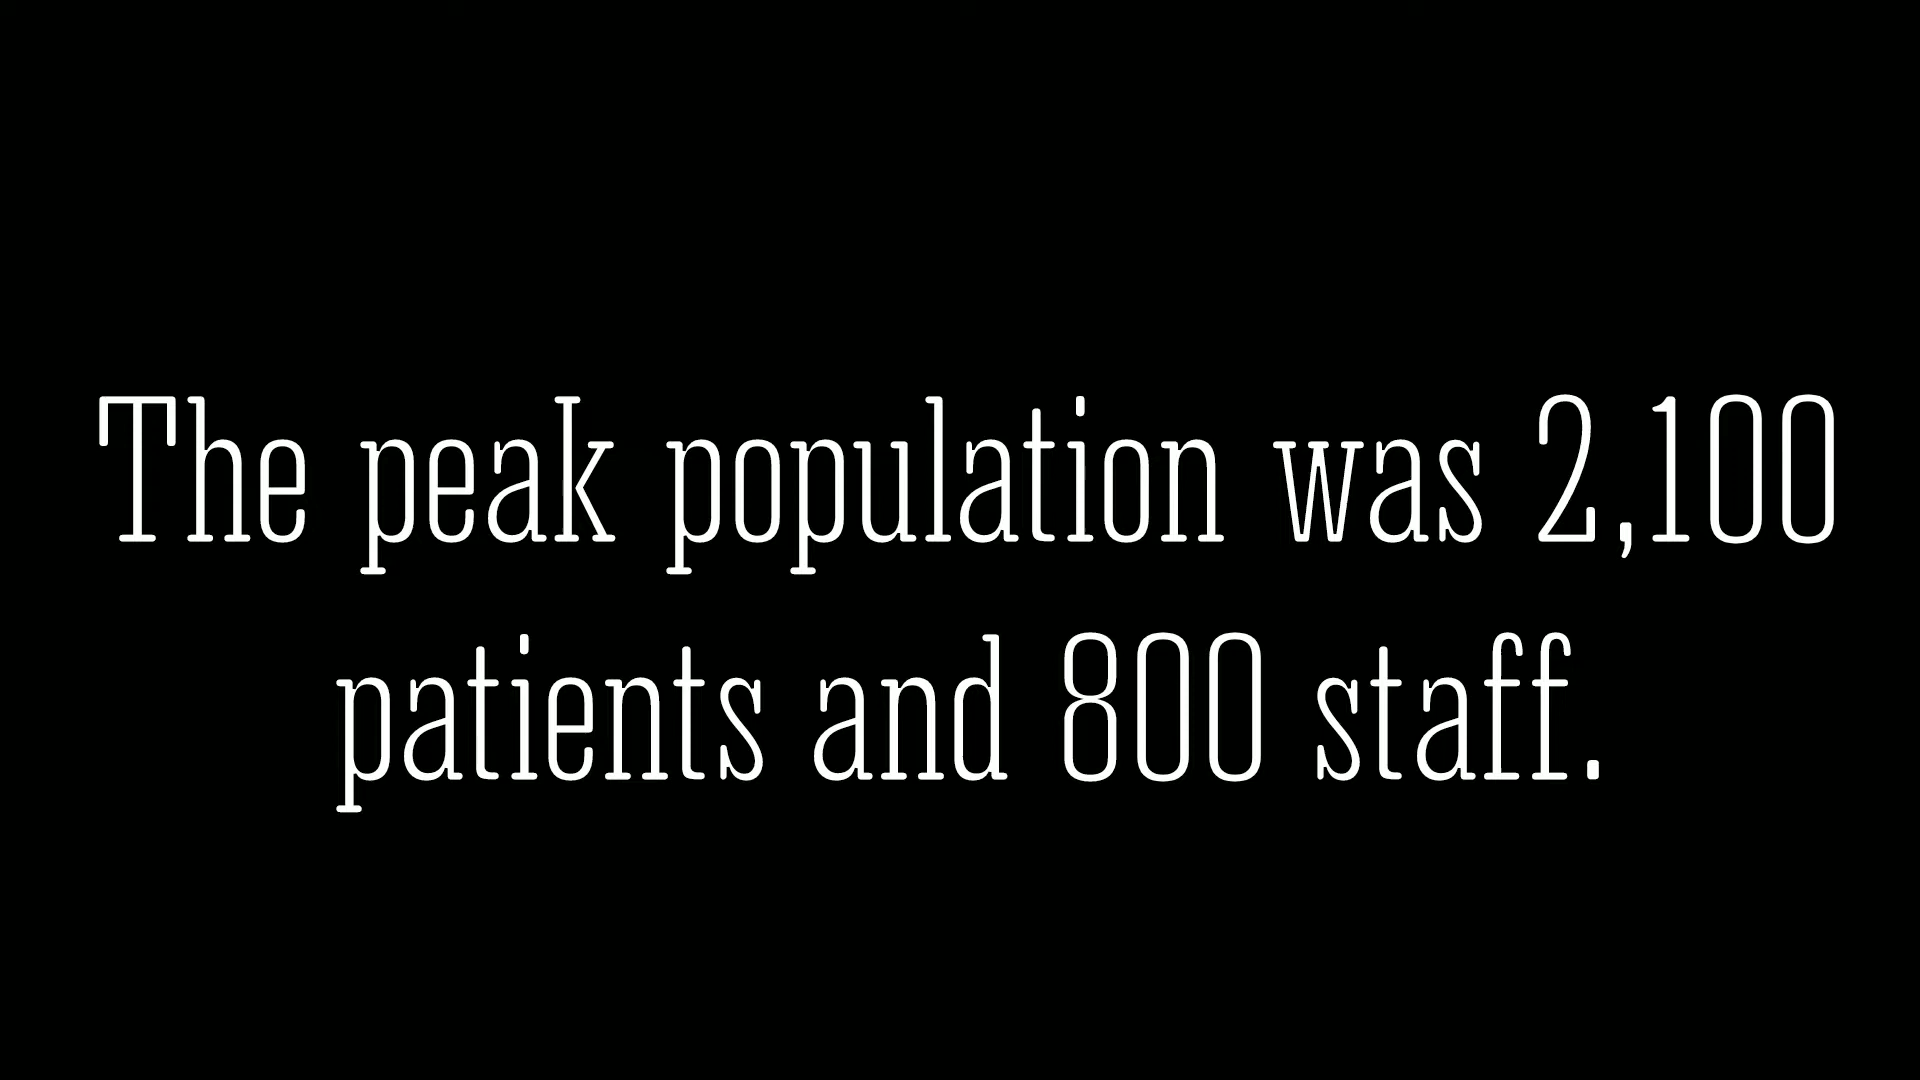 The peak population was 2,100
patients and 800 staff.